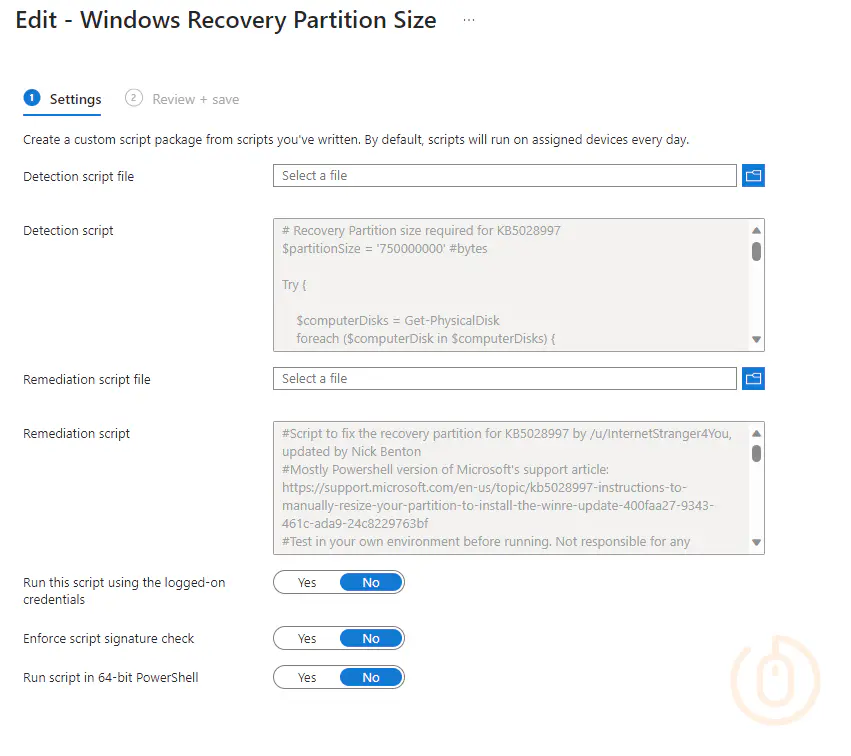 Edit - Windows Recovery Partition Size ...
1 Settings 2 Review + save
Create a custom script package from scripts you've written. By default, scripts will run on assigned devices every day.
Detection script file
Select a file
Detection script
# Recovery Partition size required for KB5028997
$partitionSize = '750000000' #bytes
Try {
$computerDisks = Get-PhysicalDisk
foreach ($computerDisk in $computerDisks) {
Remediation script file
Select a file
Remediation script
#Script to fix the recovery partition for KB5028997 by /u/InternetStranger4You,
updated by Nick Benton
#Mostly Powershell version of Microsoft's support article:
https://support.microsoft.com/en-us/topic/kb5028997-instructions-to-
manually-resize-your-partition-to-install-the-winre-update-400faa27-9343-
461c-ada9-24c8229763bf
#Test in your own environment before running. Not responsible for any
Run this script using the logged-on
credentials
Yes No
Enforce script signature check
Yes No
Run script in 64-bit PowerShell
Yes No